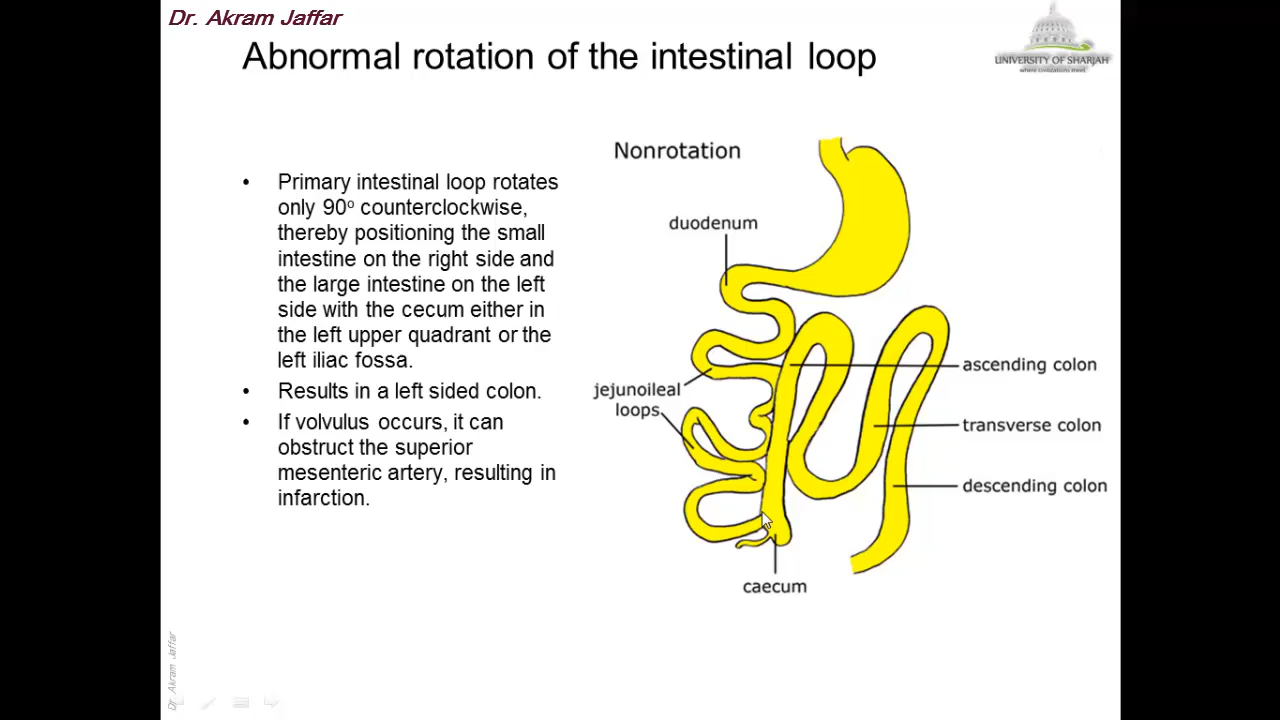 Dr. Akram Jaffar
Abnormal rotation of the intestinal loop
UNIVERSITY OF SHARJAH
where civilizations meet
• Primary intestinal loop rotates
only 90º counterclockwise,
thereby positioning the small
intestine on the right side and
the large intestine on the left
side with the cecum either in
the left upper quadrant or the
left iliac fossa.
• Results in a left sided colon.
• If volvulus occurs, it can
obstruct the superior
mesenteric artery, resulting in
infarction.
Nonrotation
duodenum
jejunoileal
loops
ascending colon
transverse colon
descending colon
caecum
Dr. Akram Jaffar